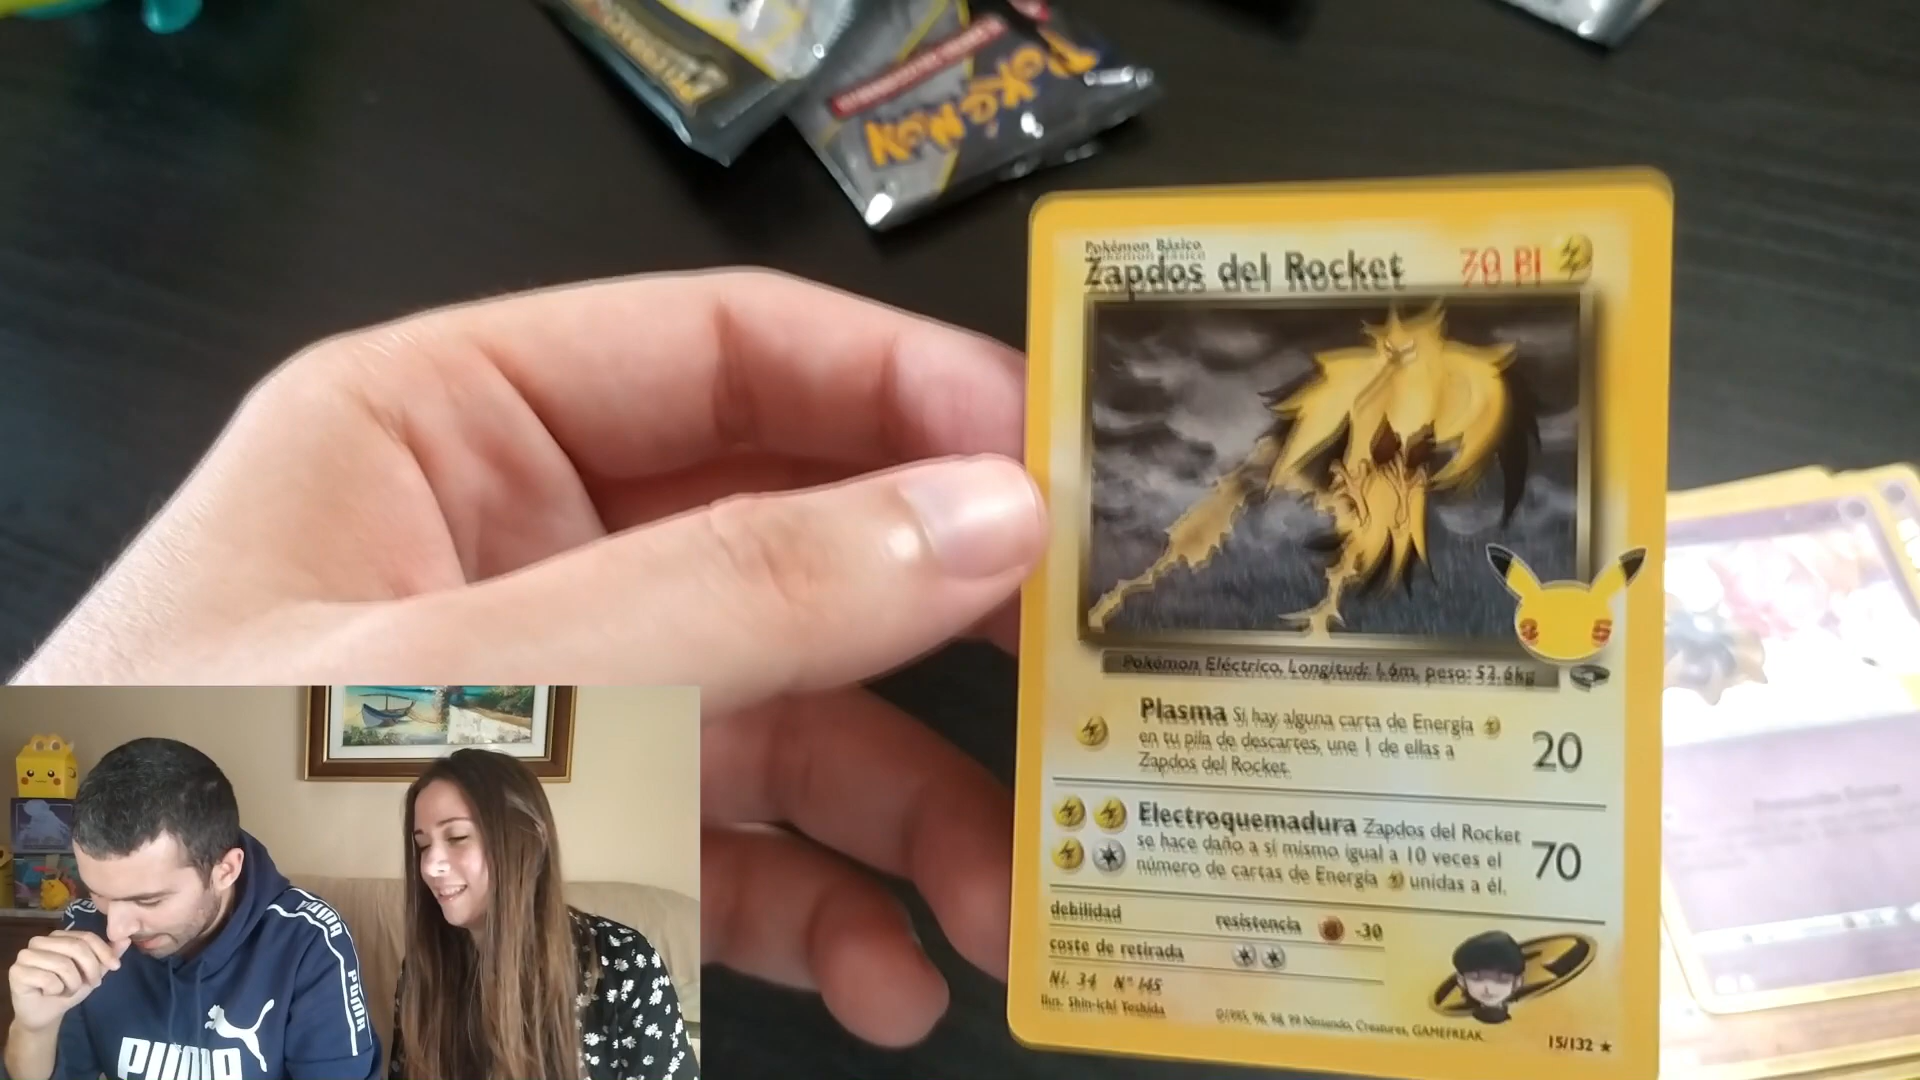 POKéMON
Pokémon Básico
Zapdos del Rocket 70 PI
Pokémon Eléctrico. Longitud: 1.6m, peso: 52.6kg
Plasma Si hay alguna carta de Energía
en tu pila de descartes, une 1 de ellas a
Zapdos del Rocket.
20
Electroquemadura Zapdos del Rocket
se hace daño a sí mismo igual a 10 veces el
número de cartas de Energía unidas a él.
70
debilidad
resistencia -30
coste de retirada
Nv. 34 N° 145
Ilus. Shin-ichi Yoshida
©1995, 96, 98, 99 Nintendo, Creatures, GAMEFREAK.
15/132 ★
PUMA
PUMA
PUMA